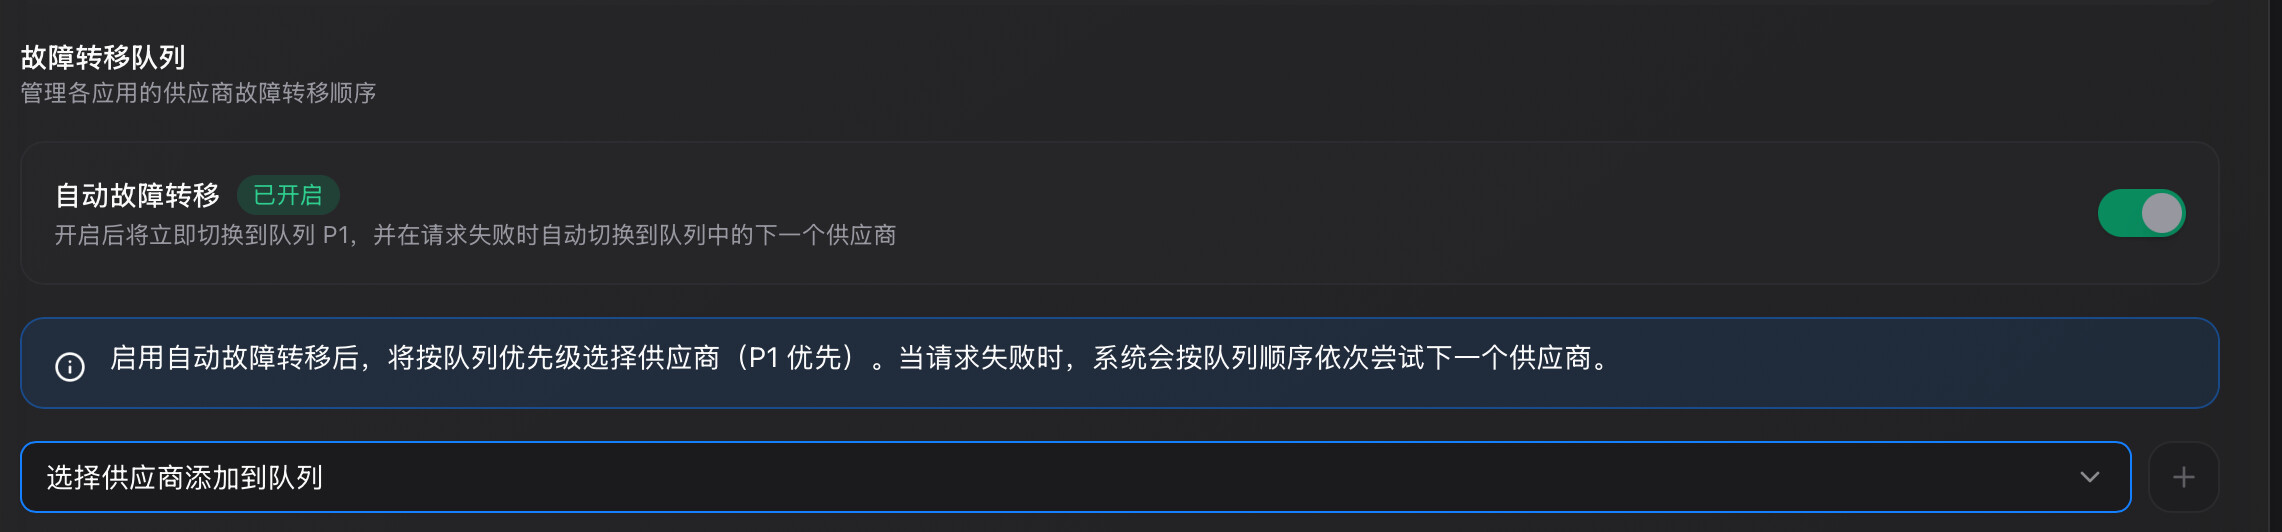 故障转移队列
管理各应用的供应商故障转移顺序
自动故障转移 已开启
开启后将立即切换到队列 P1，并在请求失败时自动切换到队列中的下一个供应商
启用自动故障转移后，将按队列优先级选择供应商（P1 优先）。当请求失败时，系统会按队列顺序依次尝试下一个供应商。
选择供应商添加到队列